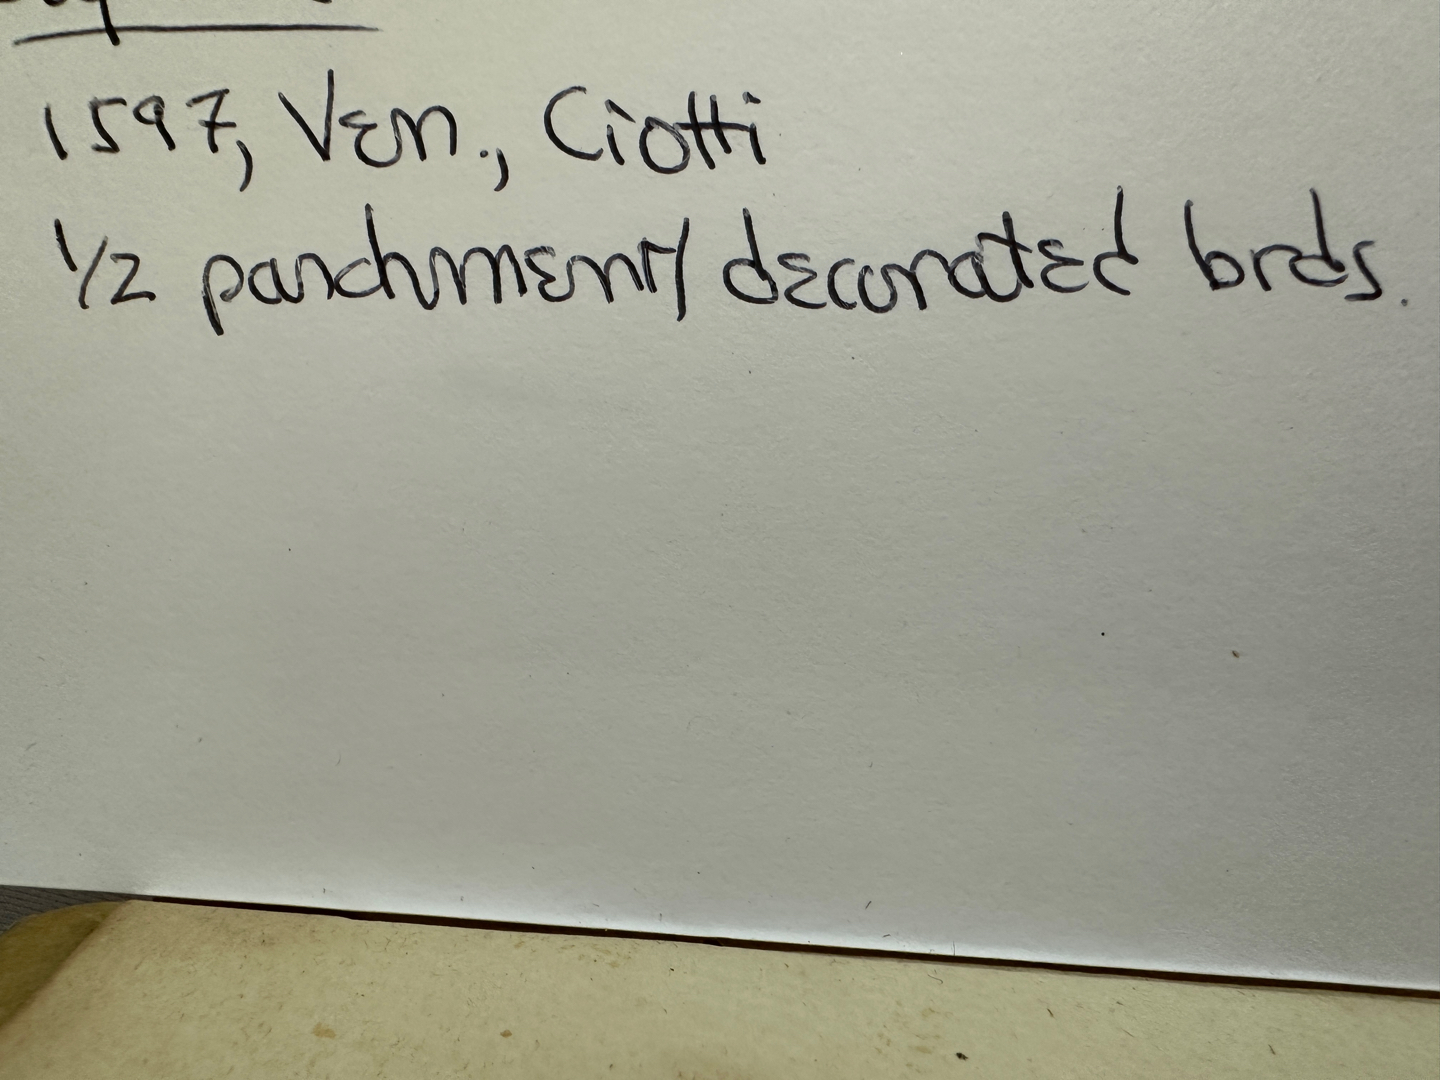 1597, Ven., Ciotti
1/2 parchment/ decorated brds.